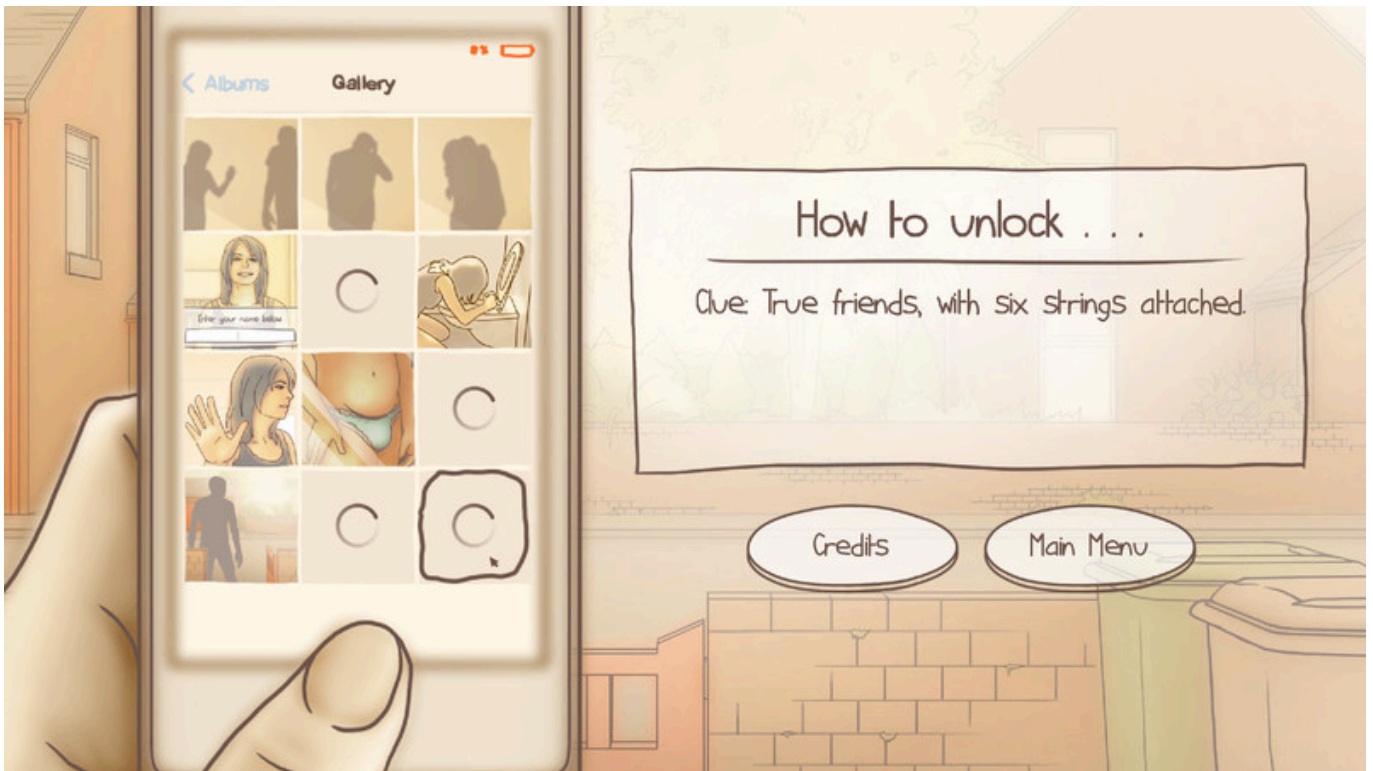 8%
< Albums
Gallery
Enter your name below
How to unlock . . .
Clue: True friends, with six strings attached.
Credits
Main Menu